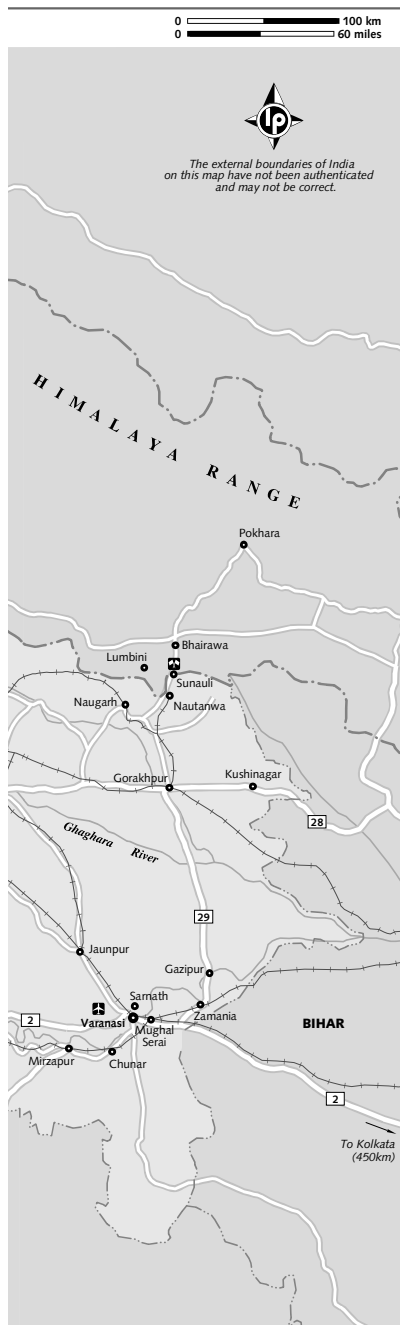 0 100 km
0 60 miles
lp
The external boundaries of India
on this map have not been authenticated
and may not be correct.
HIMALAYA RANGE
Pokhara
Bhairawa
Lumbini
Sunauli
Naugarh
Nautanwa
Gorakhpur
Kushinagar
28
Ghaghara River
29
Jaunpur
Gazipur
Sarnath
2
Varanasi
Zamania
BIHAR
Mughal
Serai
Mirzapur
Chunar
2
To Kolkata
(450km)